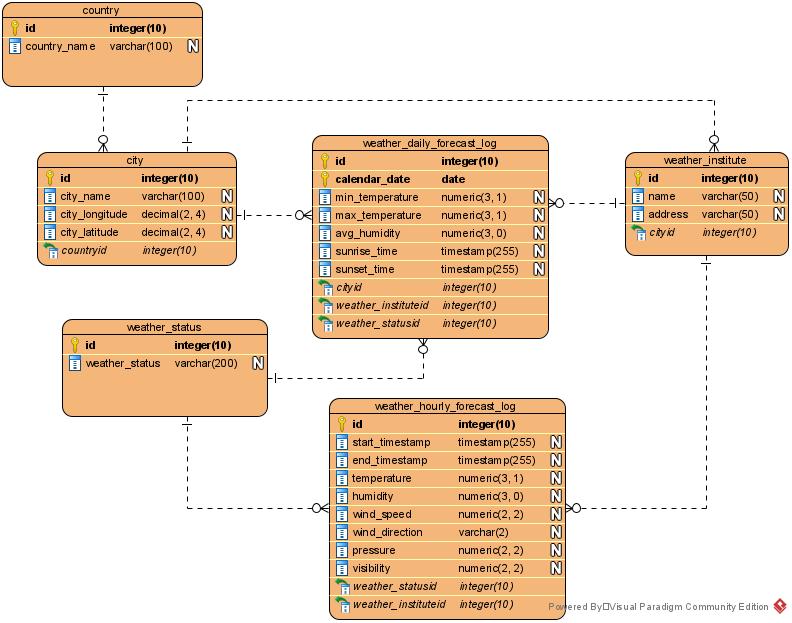 country
id integer(10)
country_name varchar(100) N
city
id integer(10)
city_name varchar(100) N
city_longitude decimal(2, 4) N
city_latitude decimal(2, 4) N
countryid integer(10)
weather_daily_forecast_log
id integer(10)
calendar_date date
min_temperature numeric(3, 1) N
max_temperature numeric(3, 1) N
avg_humidity numeric(3, 0) N
sunrise_time timestamp(255) N
sunset_time timestamp(255) N
cityid integer(10)
weather_instituteid integer(10)
weather_statusid integer(10)
weather_institute
id integer(10)
name varchar(50) N
address varchar(50) N
cityid integer(10)
weather_status
id integer(10)
weather_status varchar(200) N
weather_hourly_forecast_log
id integer(10)
start_timestamp timestamp(255) N
end_timestamp timestamp(255) N
temperature numeric(3, 1) N
humidity numeric(3, 0) N
wind_speed numeric(2, 2) N
wind_direction varchar(2) N
pressure numeric(2, 2) N
visibility numeric(2, 2) N
weather_statusid integer(10)
weather_instituteid integer(10)
Powered By Visual Paradigm Community Edition